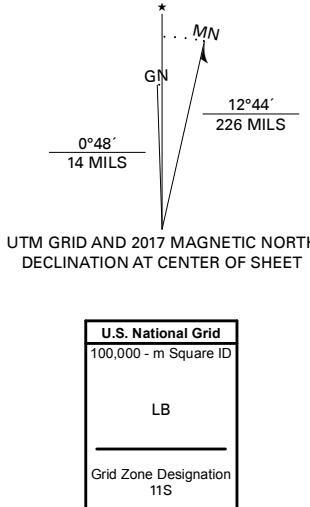 ★
MN
GN
0°48´
14 MILS
12°44´
226 MILS
UTM GRID AND 2017 MAGNETIC NORTH
DECLINATION AT CENTER OF SHEET
U.S. National Grid
100,000 - m Square ID
LB
Grid Zone Designation
11S